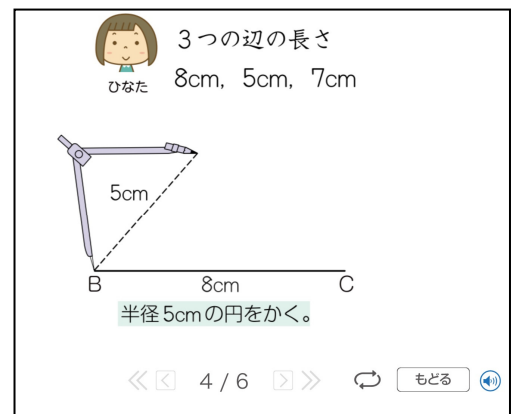 3つの辺の長さ
ひなた 8cm, 5cm, 7cm
5cm
B 8cm C
半径5cmの円をかく。
4 / 6 もどる